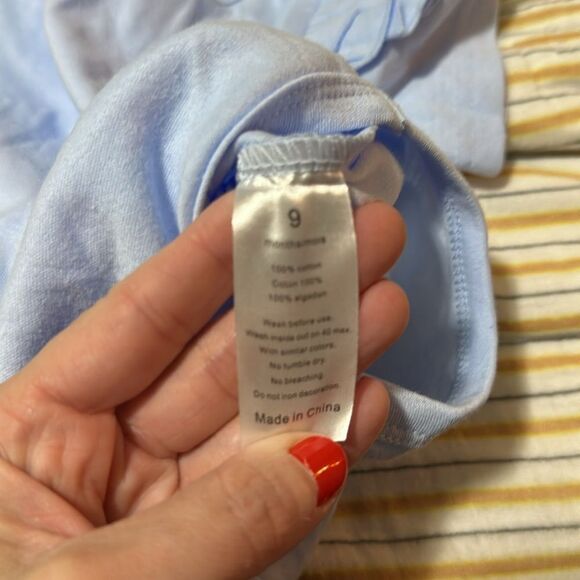 9
months/mois
100% cotton
Coton 100%
100% algodon
Wash before use.
Wash inside out on 40 max.
With similar colors.
No tumble dry.
No bleaching.
Do not iron decoration.
Made in China